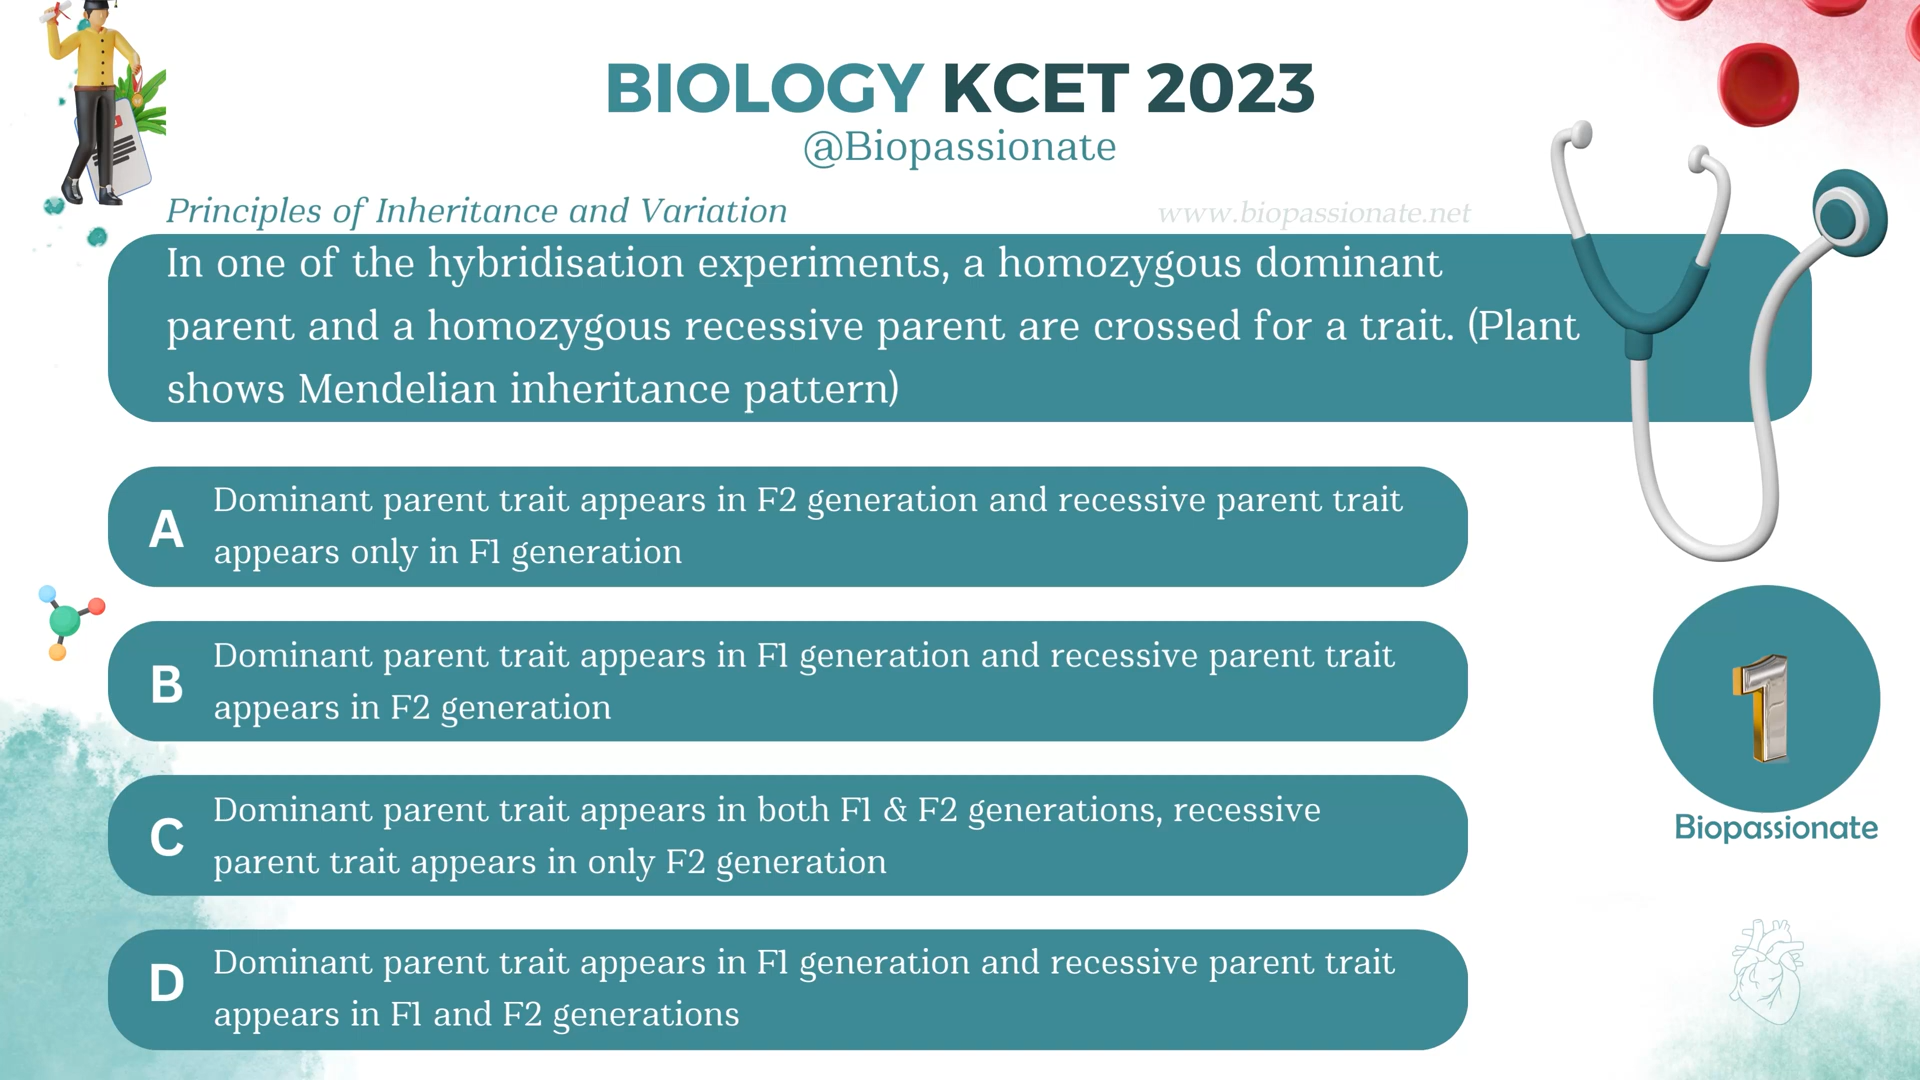 BIOLOGY KCET 2023
@Biopassionate
Principles of Inheritance and Variation
www.biopassionate.net
In one of the hybridisation experiments, a homozygous dominant
parent and a homozygous recessive parent are crossed for a trait. (Plant
shows Mendelian inheritance pattern)
A
Dominant parent trait appears in F2 generation and recessive parent trait
appears only in F1 generation
B
Dominant parent trait appears in F1 generation and recessive parent trait
appears in F2 generation
C
Dominant parent trait appears in both F1 & F2 generations, recessive
parent trait appears in only F2 generation
D
Dominant parent trait appears in F1 generation and recessive parent trait
appears in F1 and F2 generations
1
Biopassionate